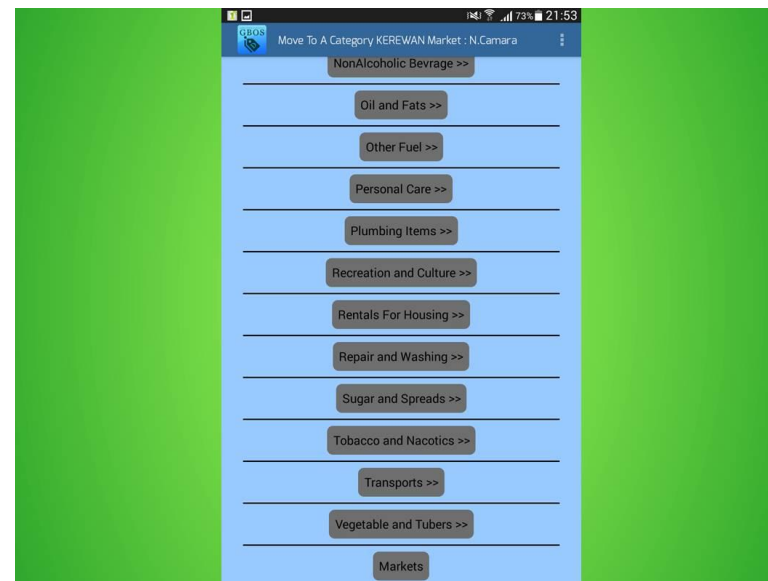 73% 21:53
GBOS
Move To A Category KEREWAN Market : N.Camara
NonAlcoholic Bevrage >>
Oil and Fats >>
Other Fuel >>
Personal Care >>
Plumbing Items >>
Recreation and Culture >>
Rentals For Housing >>
Repair and Washing >>
Sugar and Spreads >>
Tobacco and Nacotics >>
Transports >>
Vegetable and Tubers >>
Markets